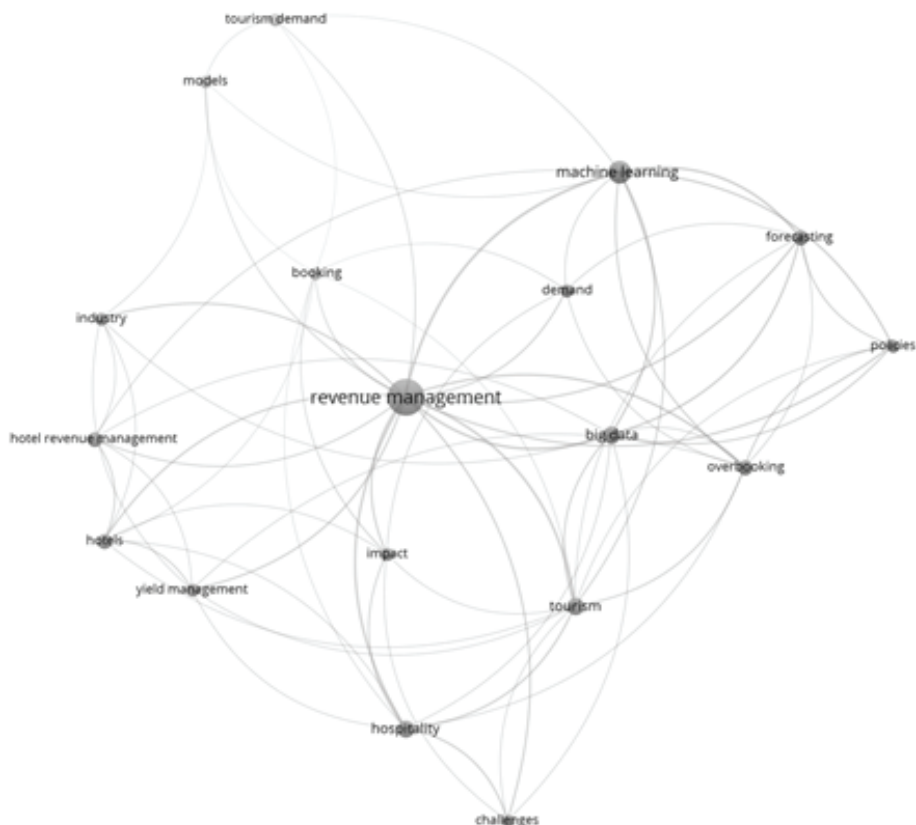 tourism demand
models
machine learning
forecasting
booking
demand
industry
policies
revenue management
hotel revenue management
big data
overbooking
hotels
impact
yield management
tourism
hospitality
challenges